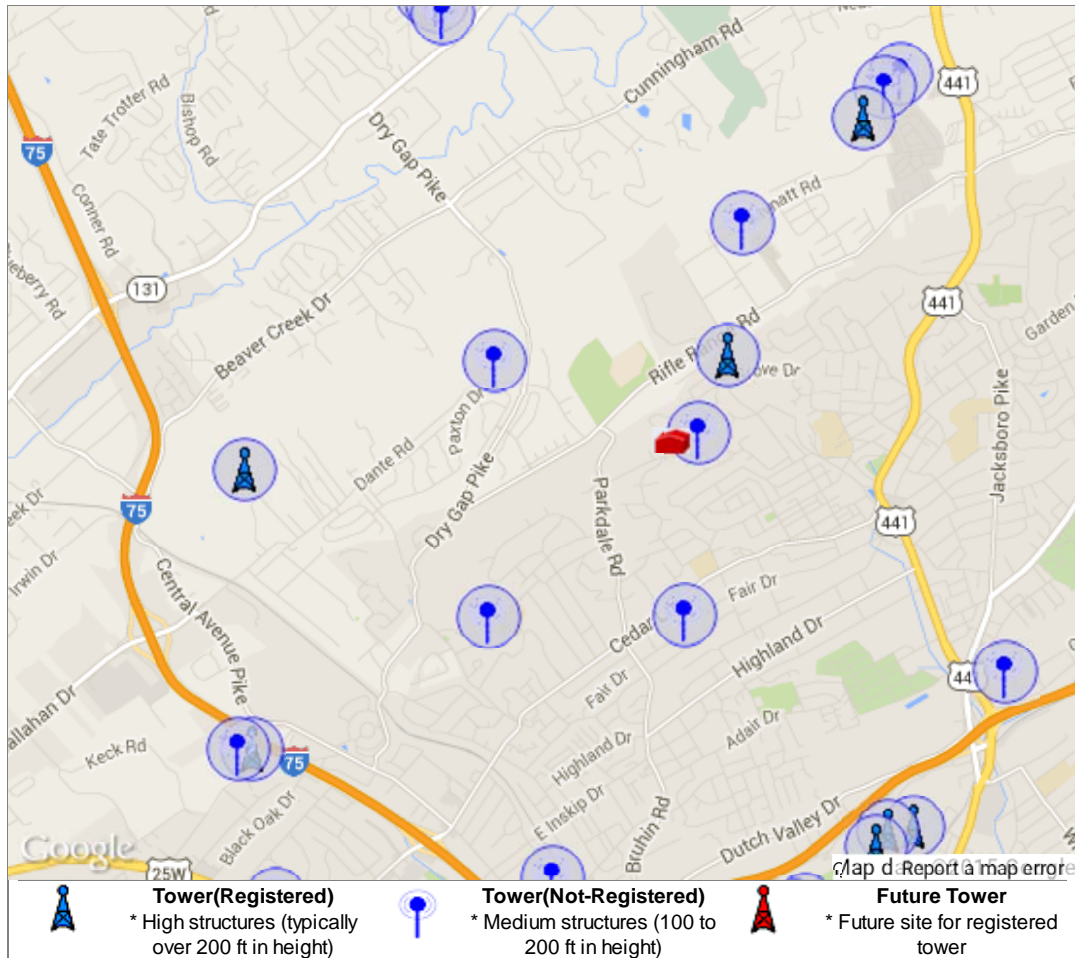 Cunningham Rd
441
Tate Trotter Rd
Bishop Rd
75
Dry Gap Pike
Conner Rd
441
131
Beaver Creek Dr
Rifle
Rd
Garden
Paxton D
Dante Rd
Jacksboro Pike
Dry Gap Pike
75
Parkdale Rd
441
Irwin Dr
Central Avenue Pike
Fair Dr
Cedar
Highland Dr
Fair Dr
44
allahan Dr
Adair Dr
Keck Rd
75
Highland Dr
E Inskip Dr
Black Oak Dr
Bruhin Rd
Dutch Valley Dr
Google
25W
Map d
Report a map error
Tower(Registered)
* High structures (typically
over 200 ft in height)
Tower(Not-Registered)
* Medium structures (100 to
200 ft in height)
Future Tower
* Future site for registered
tower